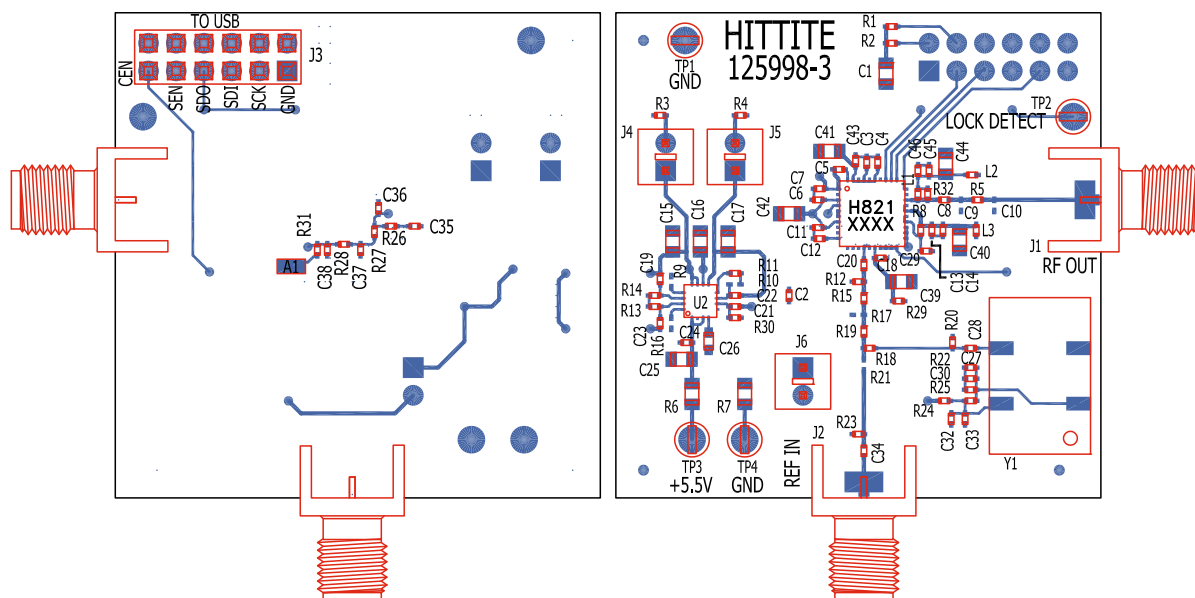 TO USB
J3
CEN
SEN
SDO
SDI
SCK
GND
C36
R31
R26
C35
A1
C38
R28
C37
R27
HITTITE
125998-3
TP1
GND
R1
R2
C1
TP2
LOCK DETECT
R3
R4
J4
J5
C41
C43
C3
C4
C46
C45
C44
C5
L1
L2
C7
C6
R32
C8
R5
C15
C16
C17
C42
H821
XXXX
C9
C10
C11
C12
R8
L3
C40
J1
RF OUT
C19
R9
R11
R10
C20
C18
C29
C13
C14
R14
R13
U2
C22
C21
R30
C2
R12
R15
C39
R29
C23
R16
C24
R17
R19
R20
C28
C25
C26
J6
R18
R21
R22
C27
C30
R25
R24
R6
R7
C32
C33
R23
J2
C34
Y1
TP3
+5.5V
TP4
GND
REF IN